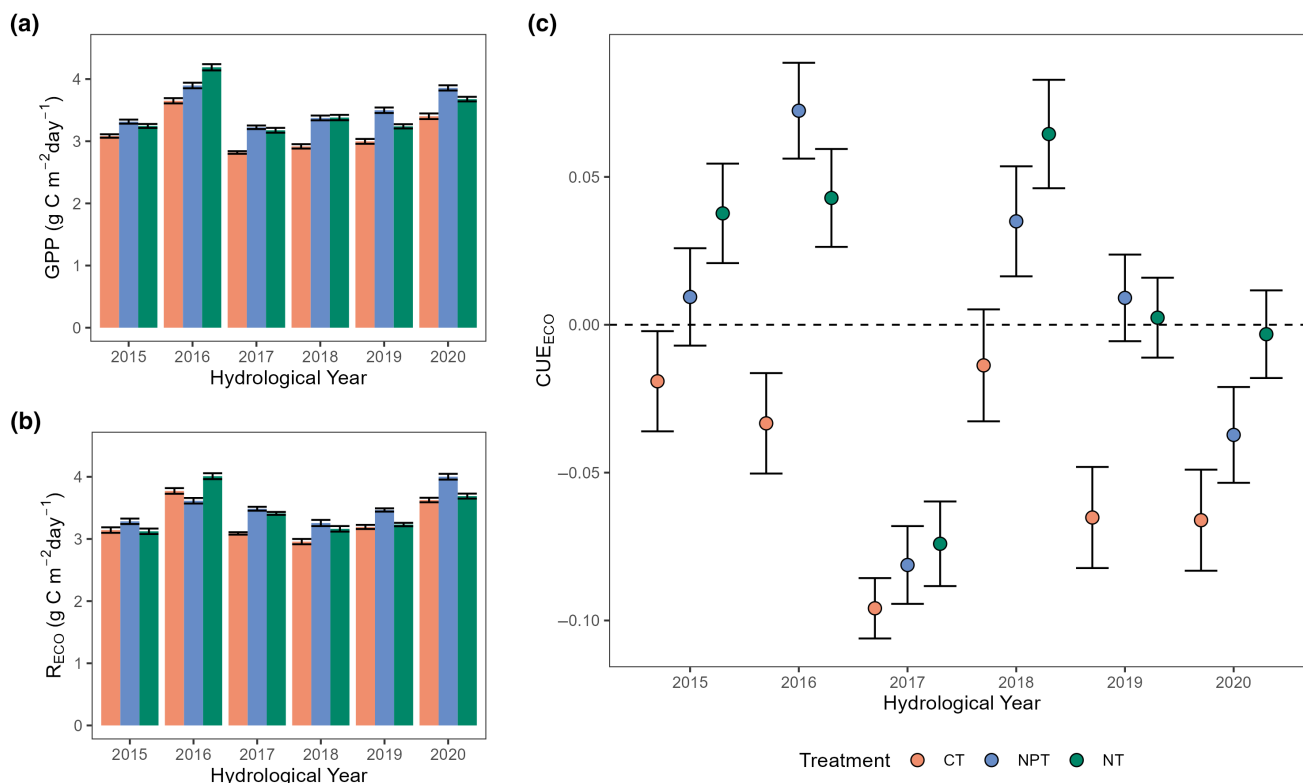 (a)
GPP (g C m⁻²day⁻¹)
4
3
2
1
0
2015 2016 2017 2018 2019 2020
Hydrological Year
(b)
R_ECO (g C m⁻²day⁻¹)
4
3
2
1
0
2015 2016 2017 2018 2019 2020
Hydrological Year
(c)
CUE_ECO
0.05
0.00
−0.05
−0.10
2015 2016 2017 2018 2019 2020
Hydrological Year
Treatment CT NPT NT